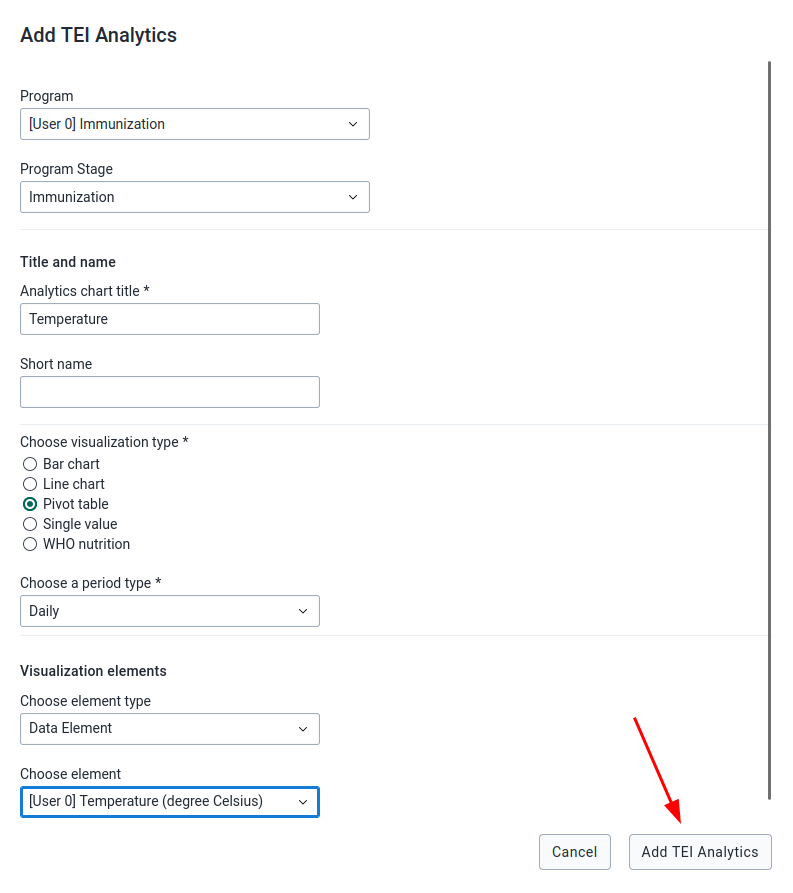 Add TEI Analytics
Program
[User 0] Immunization
Program Stage
Immunization
Title and name
Analytics chart title *
Temperature
Short name
Choose visualization type *
Bar chart
Line chart
Pivot table
Single value
WHO nutrition
Choose a period type *
Daily
Visualization elements
Choose element type
Data Element
Choose element
[User 0] Temperature (degree Celsius)
Cancel Add TEI Analytics